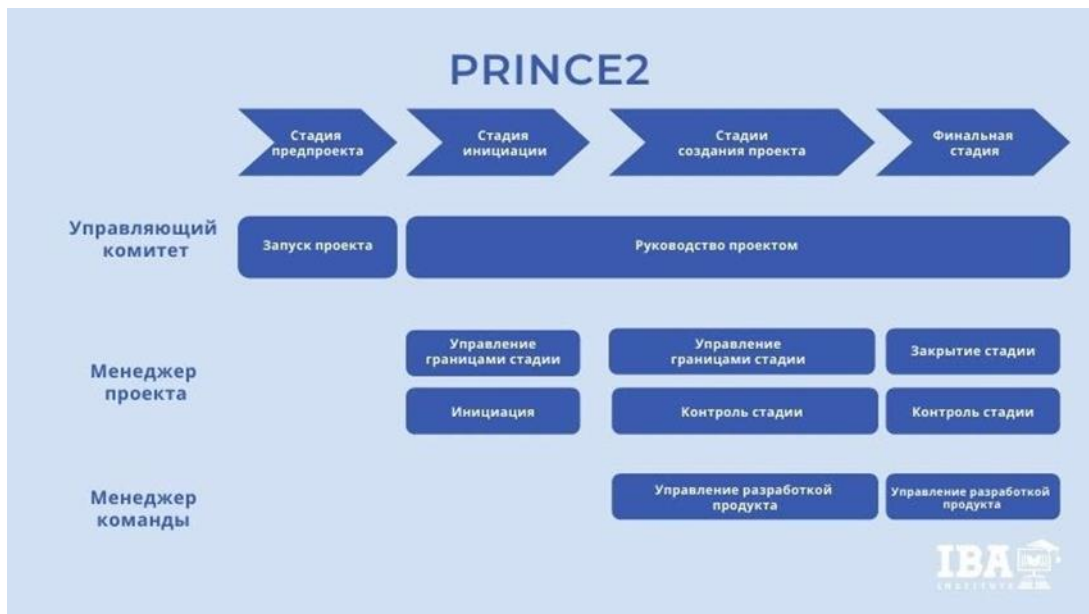 PRINCE2
Стадия
предпроекта
Стадия
инициации
Стадии
создания проекта
Финальная
стадия
Управляющий
комитет
Запуск проекта
Руководство проектом
Менеджер
проекта
Управление
границами стадии
Управление
границами стадии
Закрытие стадии
Инициация
Контроль стадии
Контроль стадии
Менеджер
команды
Управление разработкой
продукта
Управление разработкой
продукта
IBA
INSTITUTE